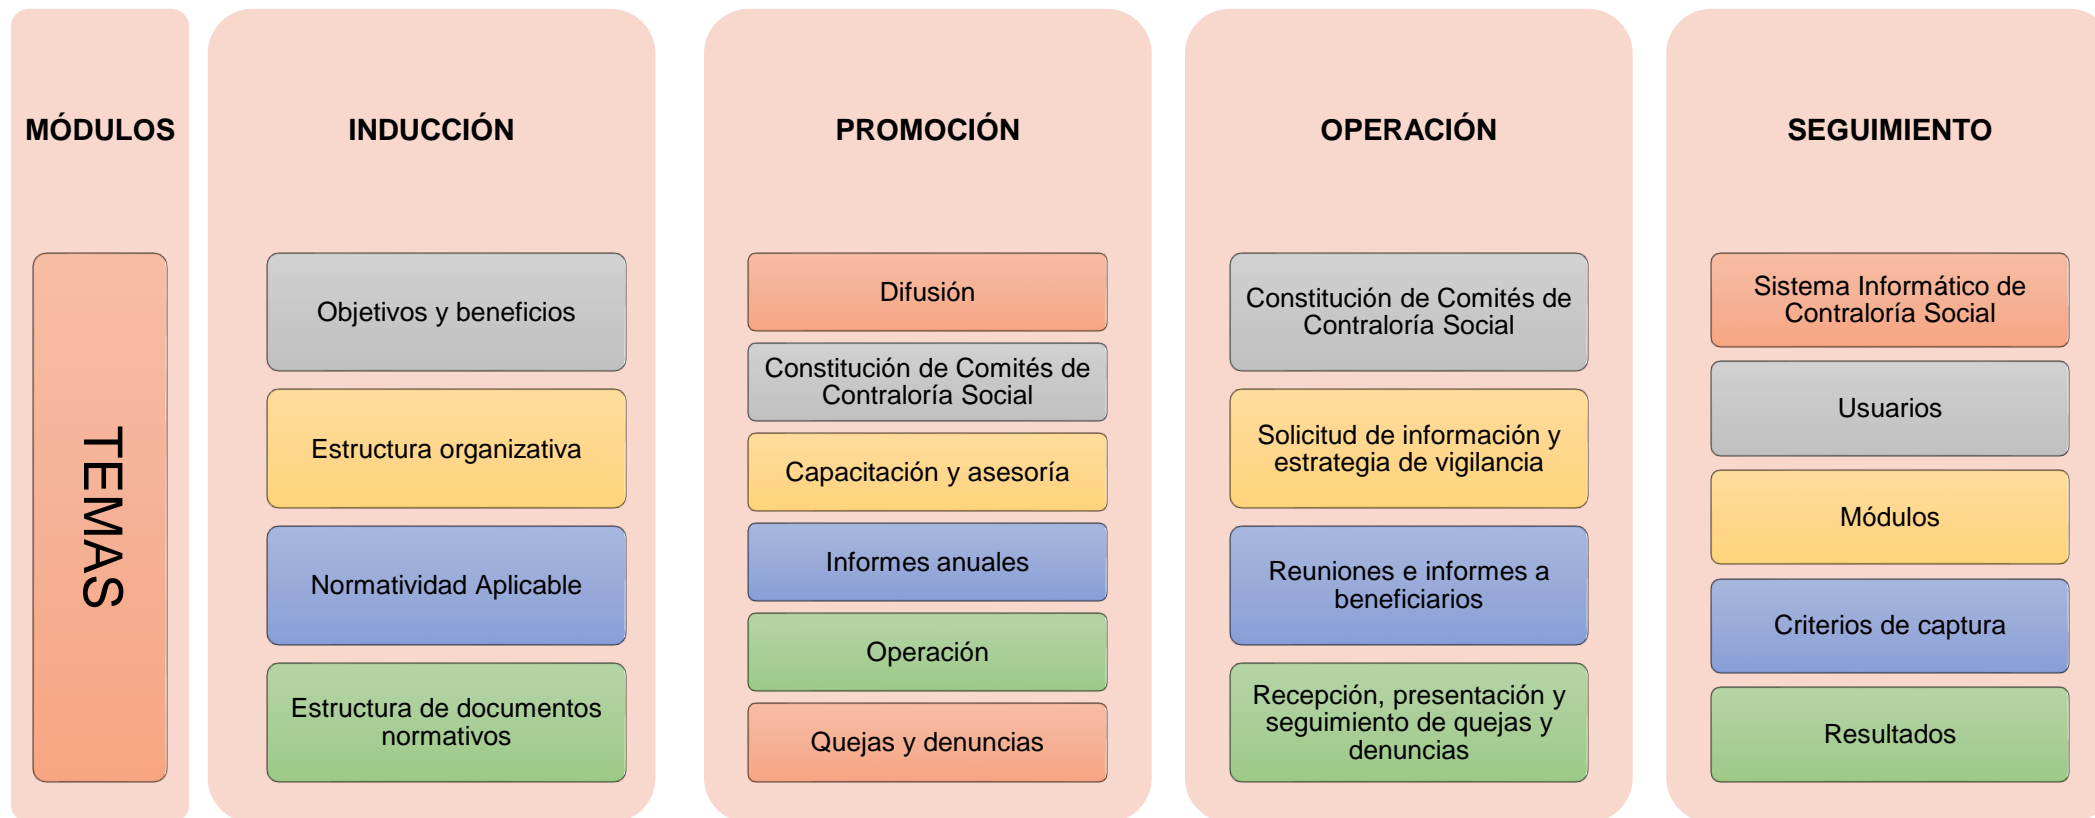 MÓDULOS
TEMAS
INDUCCIÓN
Objetivos y beneficios
Estructura organizativa
Normatividad Aplicable
Estructura de documentos
normativos
PROMOCIÓN
Difusión
Constitución de Comités de
Contraloría Social
Capacitación y asesoría
Informes anuales
Operación
Quejas y denuncias
OPERACIÓN
Constitución de Comités de
Contraloría Social
Solicitud de información y
estrategia de vigilancia
Reuniones e informes a
beneficiarios
Recepción, presentación y
seguimiento de quejas y
denuncias
SEGUIMIENTO
Sistema Informático de
Contraloría Social
Usuarios
Módulos
Criterios de captura
Resultados